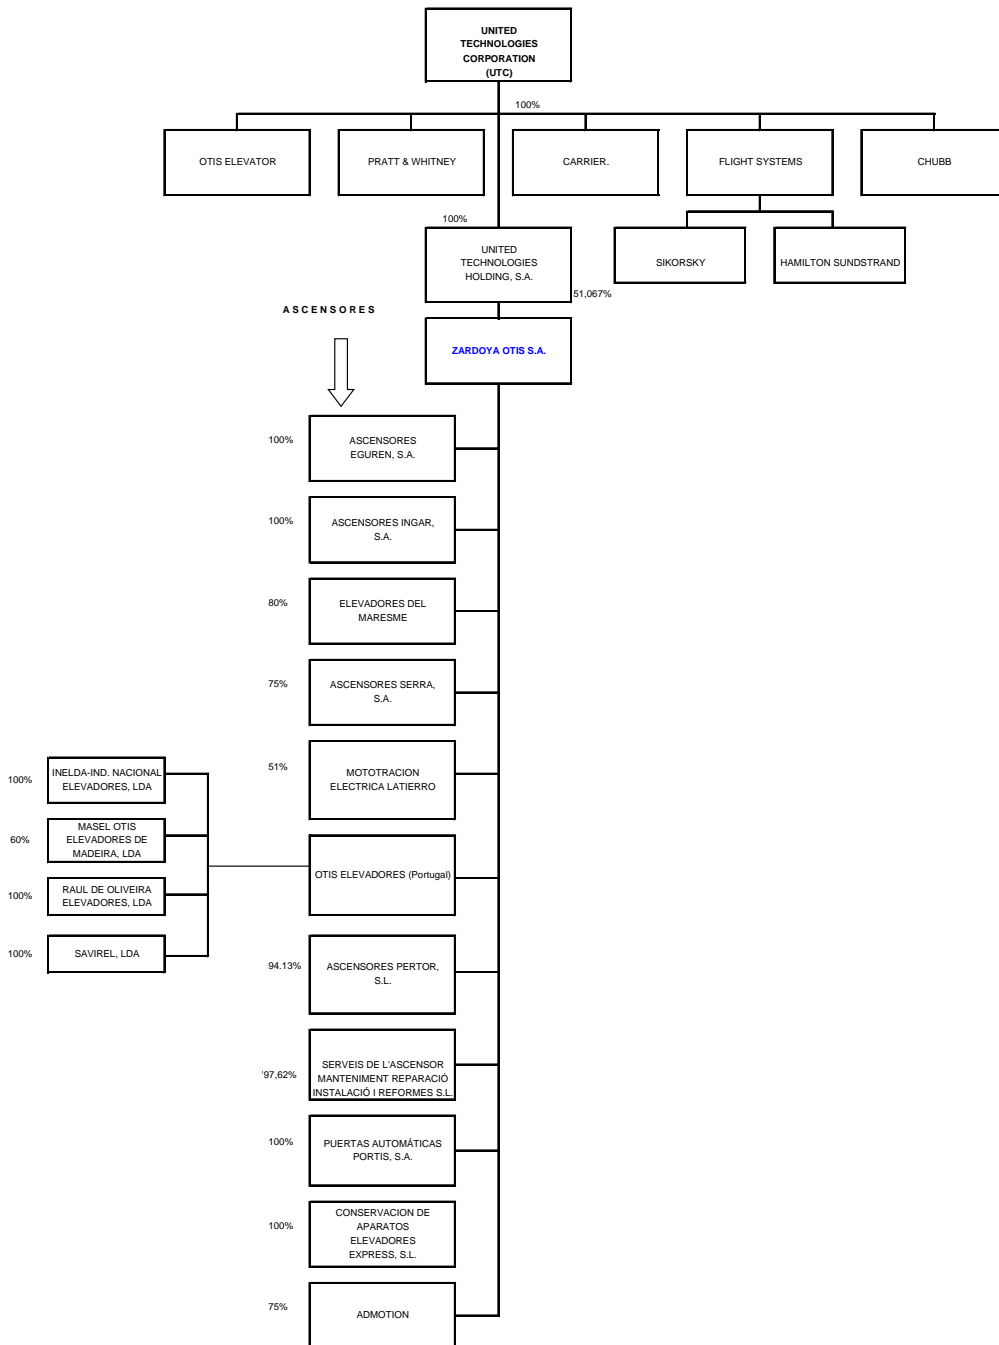 UNITED
TECHNOLOGIES
CORPORATION
(UTC)
100%
OTIS ELEVATOR
PRATT & WHITNEY
CARRIER.
FLIGHT SYSTEMS
CHUBB
100%
UNITED
TECHNOLOGIES
HOLDING, S.A.
SIKORSKY
HAMILTON SUNDSTRAND
51,067%
ASCENSORES
ZARDOYA OTIS S.A.
100%
ASCENSORES
EGUREN, S.A.
100%
ASCENSORES INGAR,
S.A.
80%
ELEVADORES DEL
MARESME
75%
ASCENSORES SERRA,
S.A.
51%
MOTOTRACION
ELECTRICA LATIERRO
100%
INELDA-IND. NACIONAL
ELEVADORES, LDA
60%
MASEL OTIS
ELEVADORES DE
MADEIRA, LDA
OTIS ELEVADORES (Portugal)
100%
RAUL DE OLIVEIRA
ELEVADORES, LDA
100%
SAVIREL, LDA
94.13%
ASCENSORES PERTOR,
S.L.
'97,62%
SERVEIS DE L'ASCENSOR
MANTENIMENT REPARACIÓ
INSTALACIÓ I REFORMES S.L.
100%
PUERTAS AUTOMÁTICAS
PORTIS, S.A.
100%
CONSERVACION DE
APARATOS
ELEVADORES
EXPRESS, S.L.
75%
ADMOTION